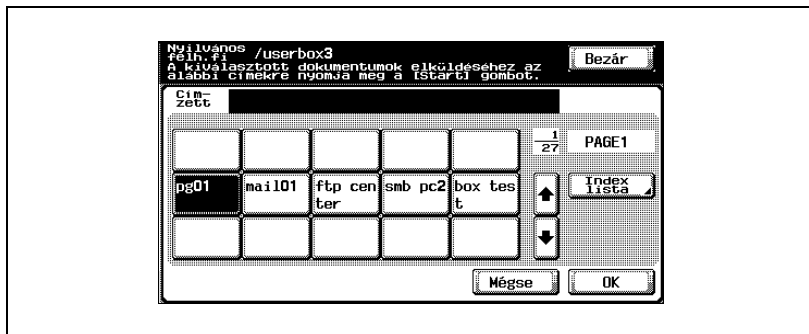 Nyilvános
félh.fi /userbox3
A kiválasztott dokumentumok elküldéséhez az
alábbi címekre nyomja meg a [Start] gombot.
Bezár
Cím-
zett
1
27
PAGE1
pg01 mail01 ftp cen smb pc2 box tes
ter t
Index
lista
Mégse OK